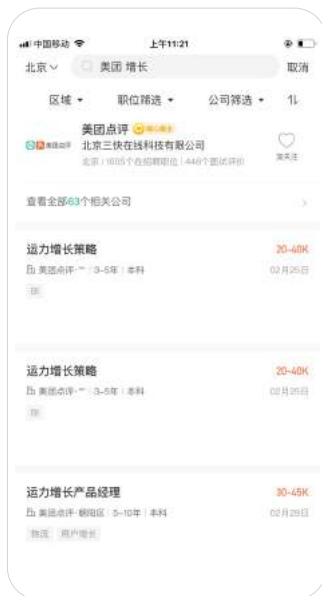 中国移动 上午11:21
北京 美团 增长 取消
区域 职位筛选 公司筛选
美团点评
美团点评 北京三快在线科技有限公司
查看全部63个相关公司
运力增长策略 20-40K
美团点评 3-5年 本科 02月25日
运力增长策略 20-40K
美团点评 3-5年 本科 02月25日
运力增长产品经理 30-45K
美团点评·朝阳区 5-10年 本科 02月29日
物流 用户增长